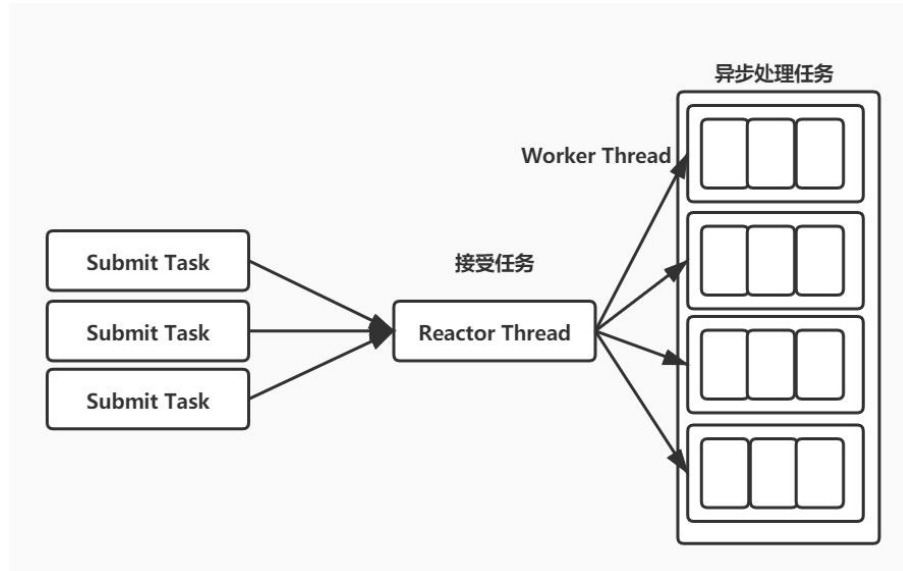 异步处理任务
Worker Thread
接受任务
Submit Task
Submit Task
Submit Task
Reactor Thread